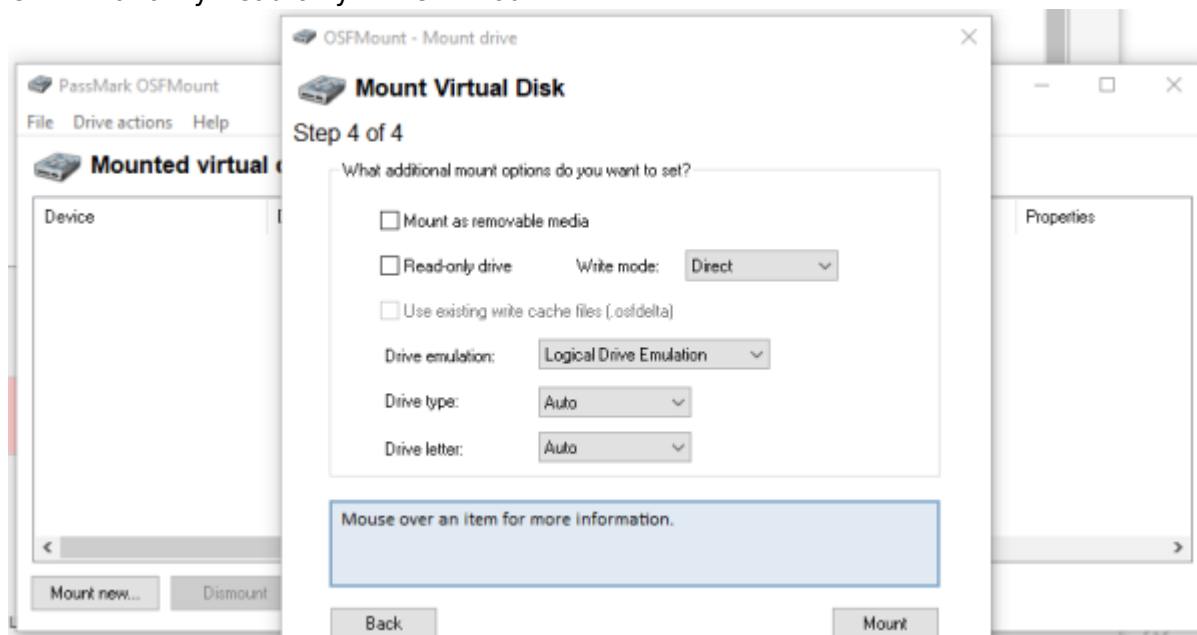 OSFMount - Mount drive
PassMark OSFMount
Mount Virtual Disk
File Drive actions Help
Step 4 of 4
Mounted virtual
What additional mount options do you want to set?
Device
Properties
Mount as removable media
Read-only drive Write mode: Direct
Use existing write cache files (.osfdelta)
Drive emulation: Logical Drive Emulation
Drive type: Auto
Drive letter: Auto
Mouse over an item for more information.
Mount new... Dismount
Back Mount